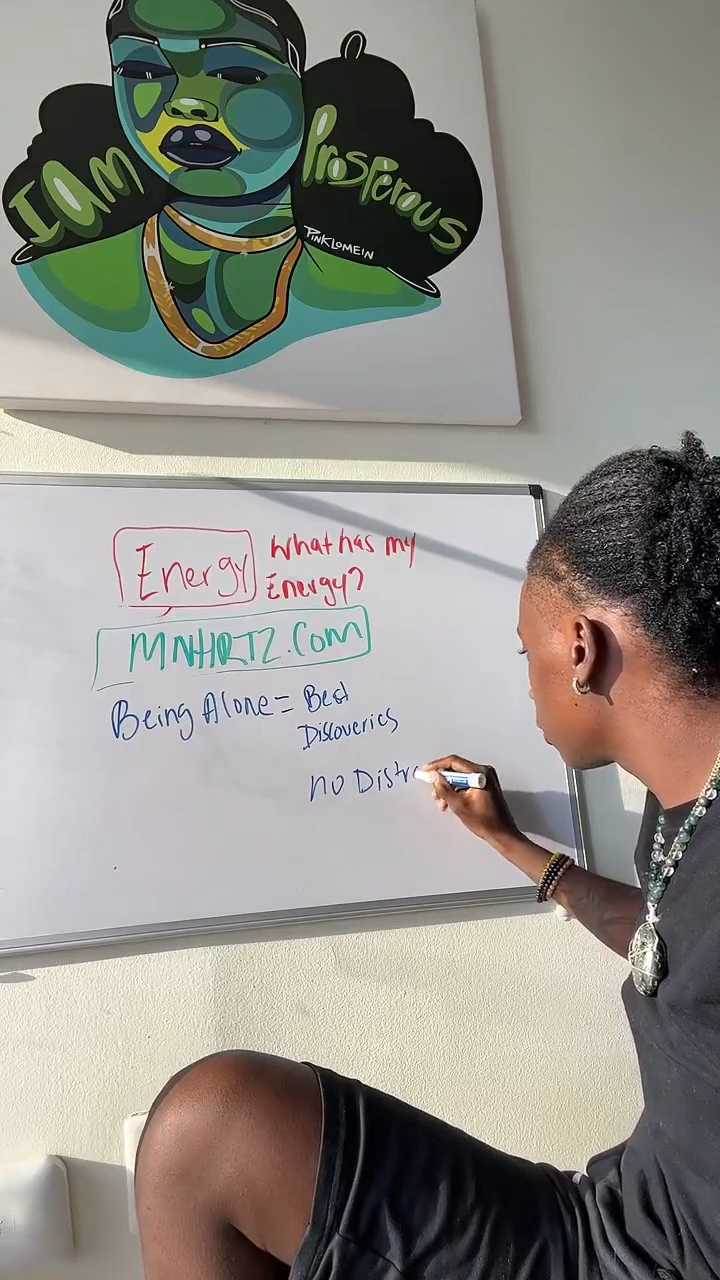 I am Prosperous
PINKLOMEIN
Energy What has my
Energy?
MNHRTZ.Com
Being Alone = Best
Discoveries
no Distr